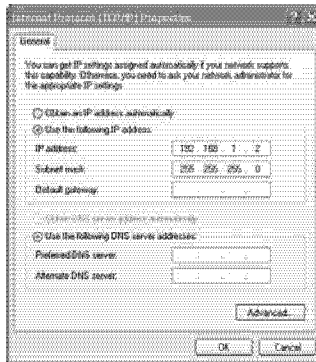 Internet Protocol (TCP/IP) Properties
General
You can get IP settings assigned automatically if your network supports
this capability. Otherwise, you need to ask your network administrator for
the appropriate IP settings.
Obtain an IP address automatically
Use the following IP address:
IP address: 192 . 168 . 1 . 2
Subnet mask: 255 . 255 . 255 . 0
Default gateway: . . .
Obtain DNS server address automatically
Use the following DNS server addresses:
Preferred DNS server: . . .
Alternate DNS server: . . .
Advanced...
OK Cancel